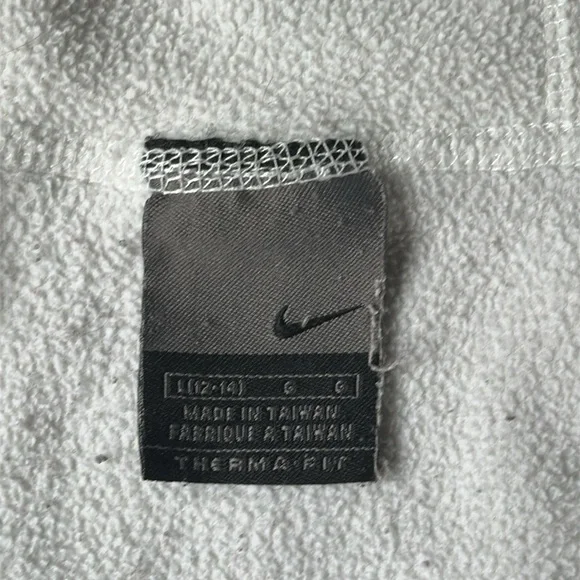 L(12-14) G G
MADE IN TAIWAN
FABRIQUE A TAIWAN
THERMA-FIT